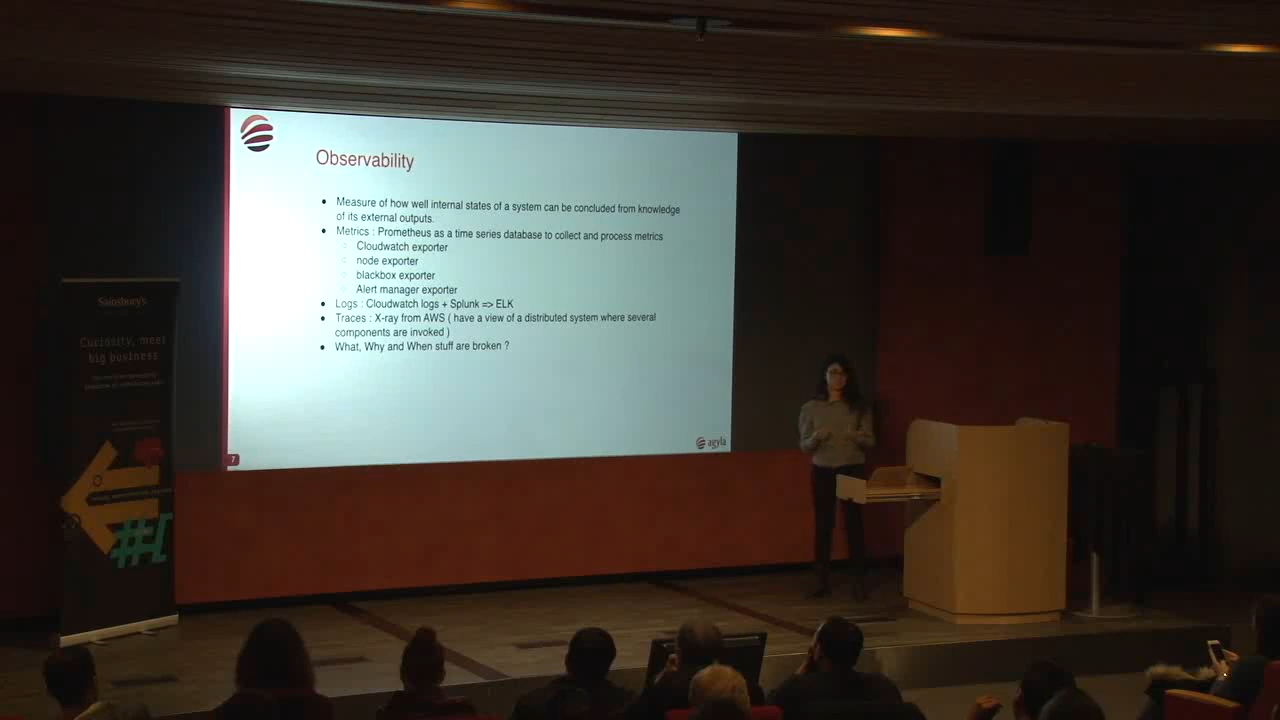 Observability
Measure of how well internal states of a system can be concluded from knowledge
of its external outputs.
Metrics : Prometheus as a time series database to collect and process metrics
Cloudwatch exporter
node exporter
blackbox exporter
Alert manager exporter
Logs : Cloudwatch logs + Splunk => ELK
Traces : X-ray from AWS ( have a view of a distributed system where several
components are invoked )
What, Why and When stuff are broken ?
agyla
7
Sainsbury's
Curiosity, meet
big business